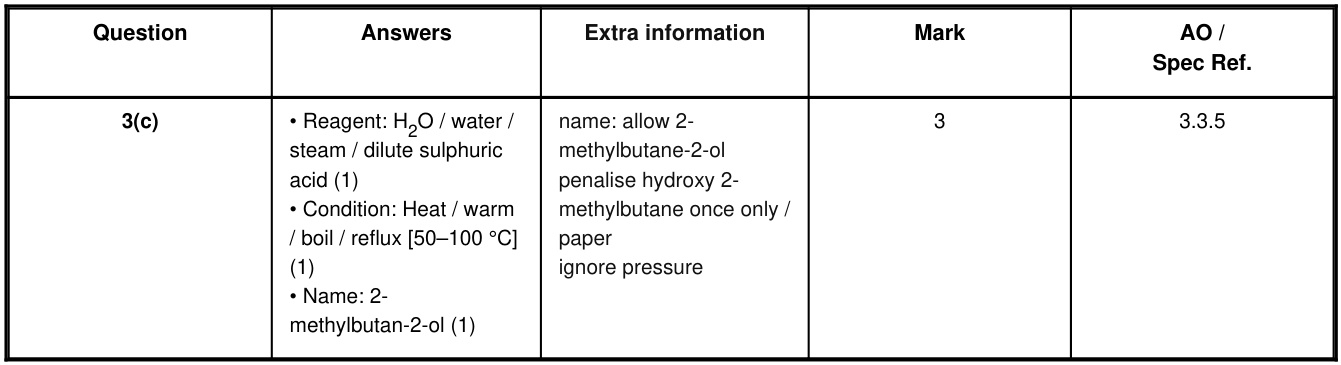 Question Answers Extra information Mark AO /
Spec Ref.
3(c)
• Reagent: H₂O / water /
steam / dilute sulphuric
acid (1)
• Condition: Heat / warm
/ boil / reflux [50–100 °C]
(1)
• Name: 2-
methylbutan-2-ol (1)
name: allow 2-
methylbutane-2-ol
penalise hydroxy 2-
methylbutane once only /
paper
ignore pressure
3
3.3.5